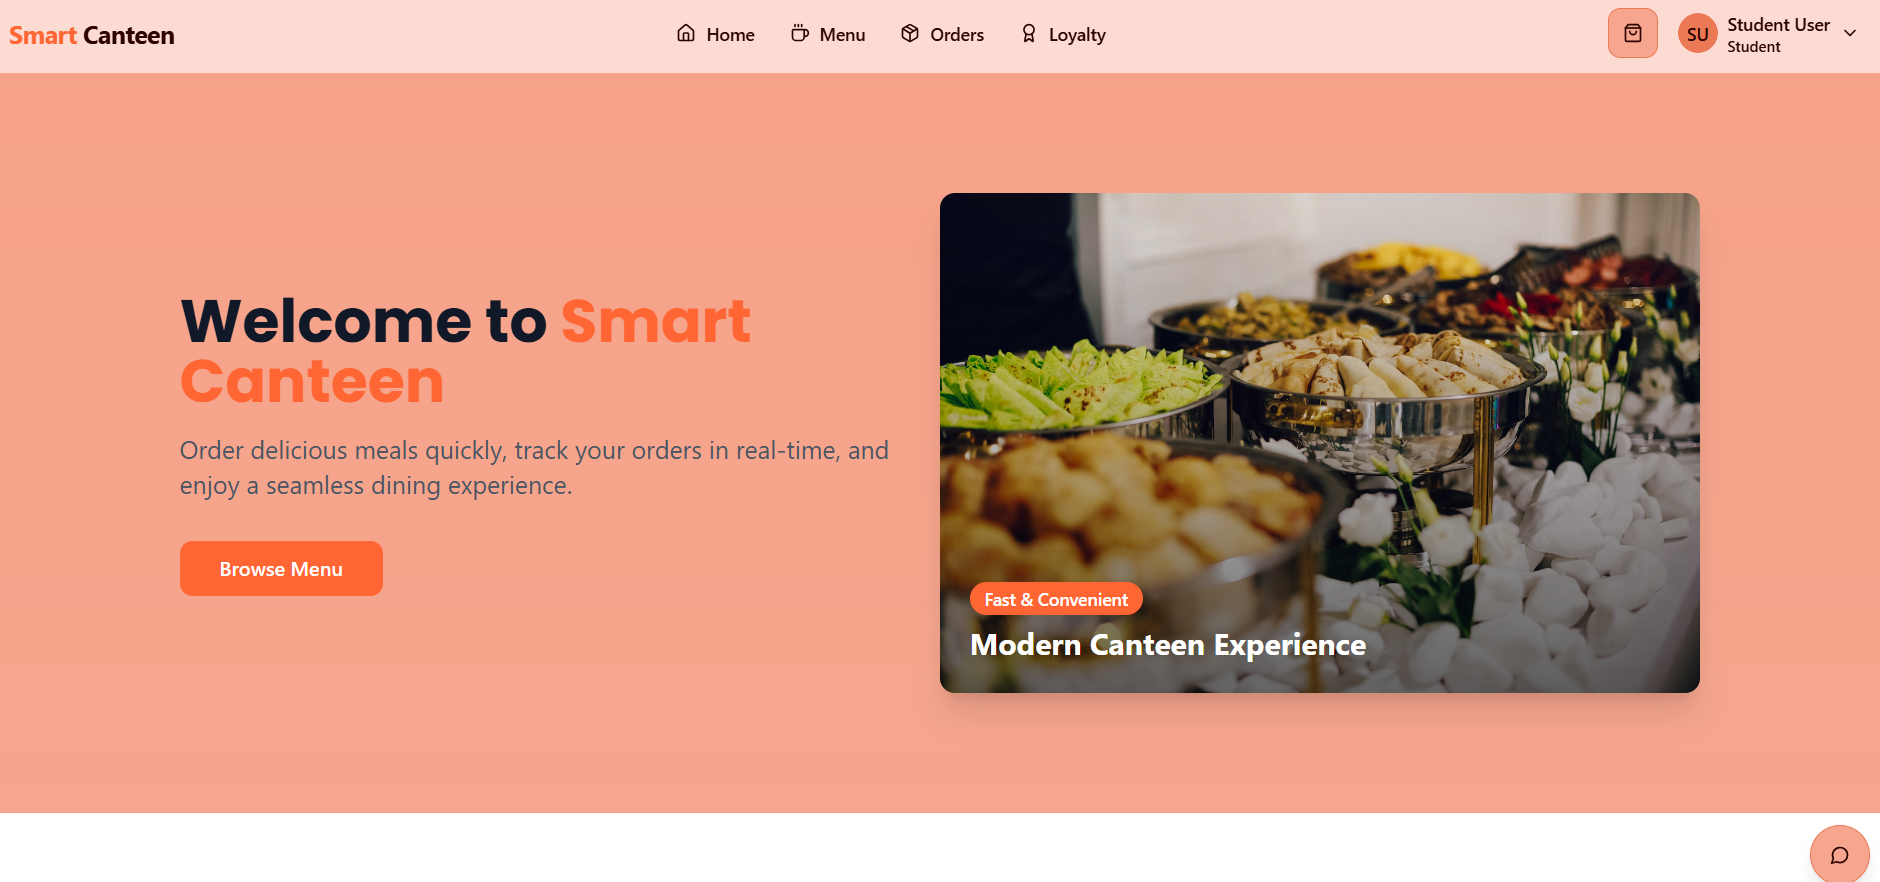 Smart Canteen
Home
Menu
Orders
Loyalty
SU
Student User
Student
Welcome to Smart
Canteen
Order delicious meals quickly, track your orders in real-time, and
enjoy a seamless dining experience.
Browse Menu
Fast & Convenient
Modern Canteen Experience